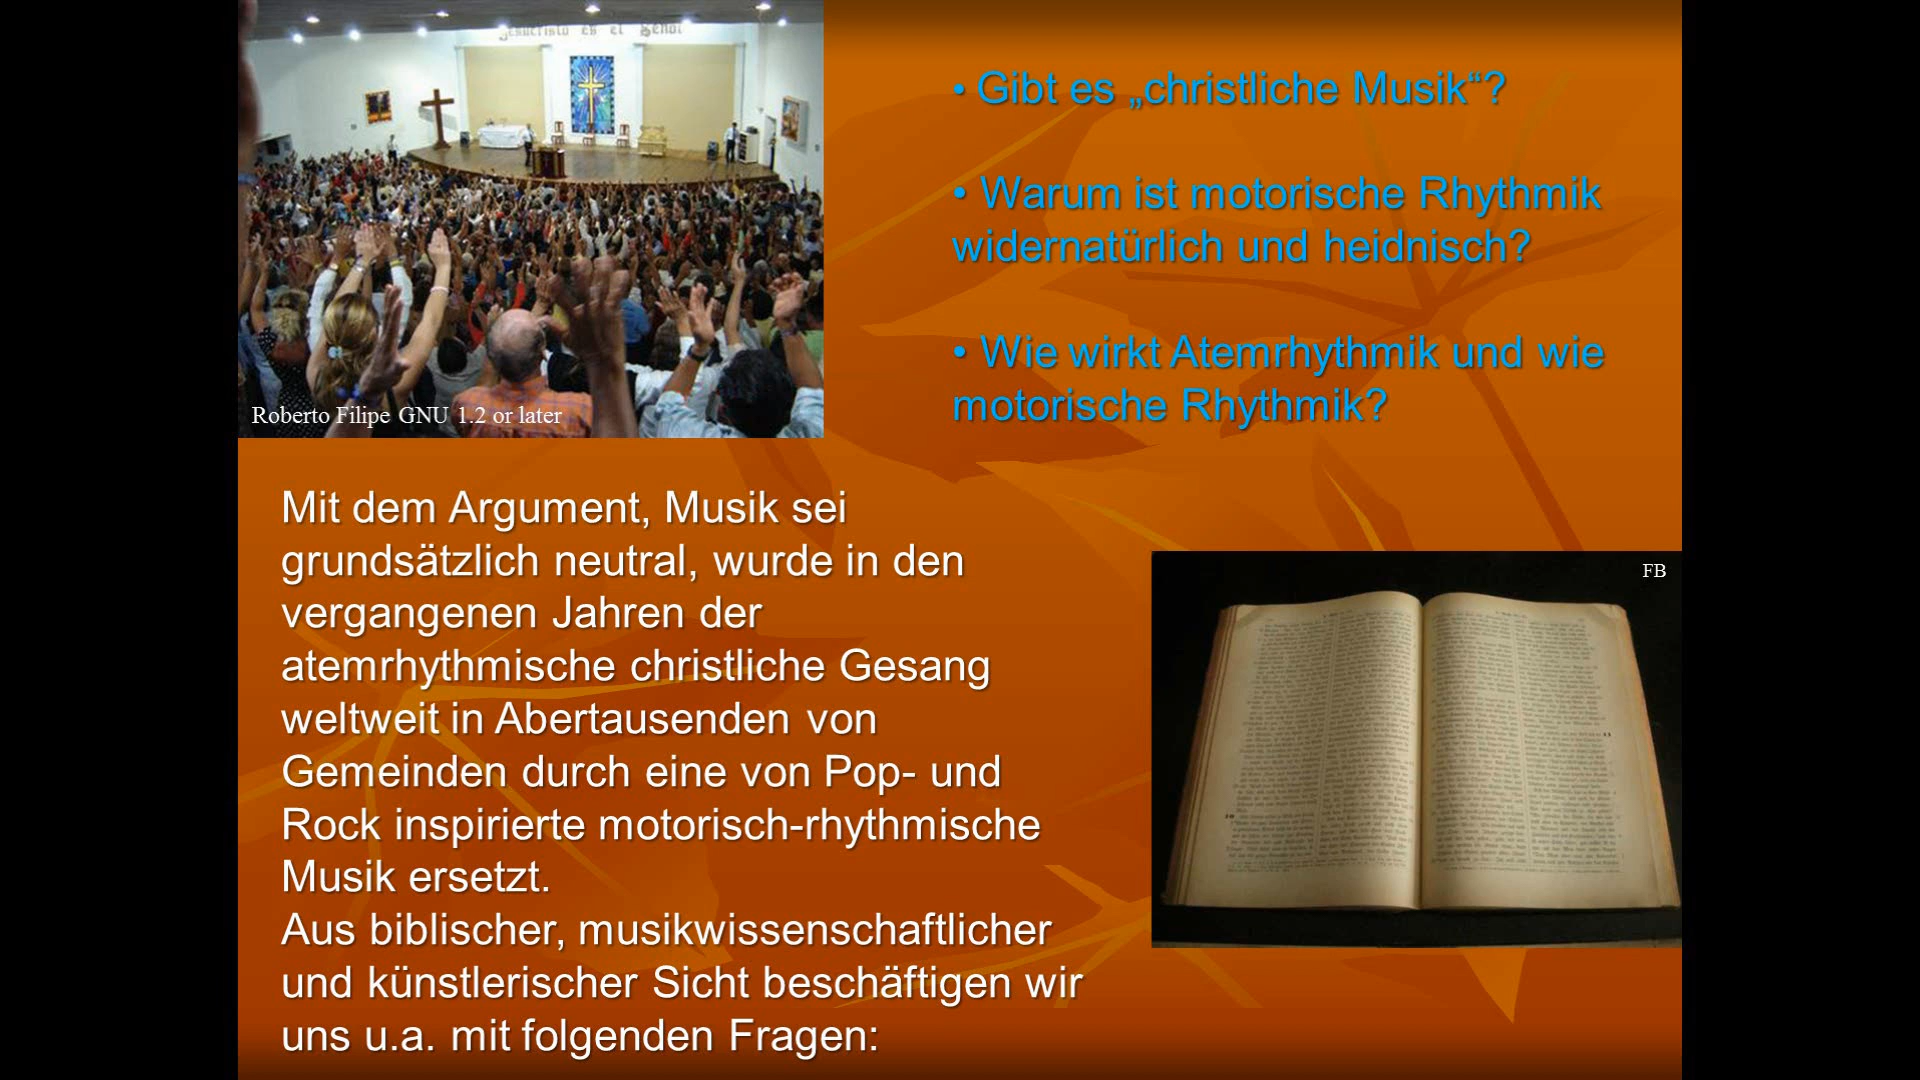 Jesucristo es el Señor
Roberto Filipe GNU 1.2 or later
• Gibt es „christliche Musik“?
• Warum ist motorische Rhythmik
widernatürlich und heidnisch?
• Wie wirkt Atemrhythmik und wie
motorische Rhythmik?
Mit dem Argument, Musik sei
grundsätzlich neutral, wurde in den
vergangenen Jahren der
atemrhythmische christliche Gesang
weltweit in Abertausenden von
Gemeinden durch eine von Pop- und
Rock inspirierte motorisch-rhythmische
Musik ersetzt.
Aus biblischer, musikwissenschaftlicher
und künstlerischer Sicht beschäftigen wir
uns u.a. mit folgenden Fragen:
FB